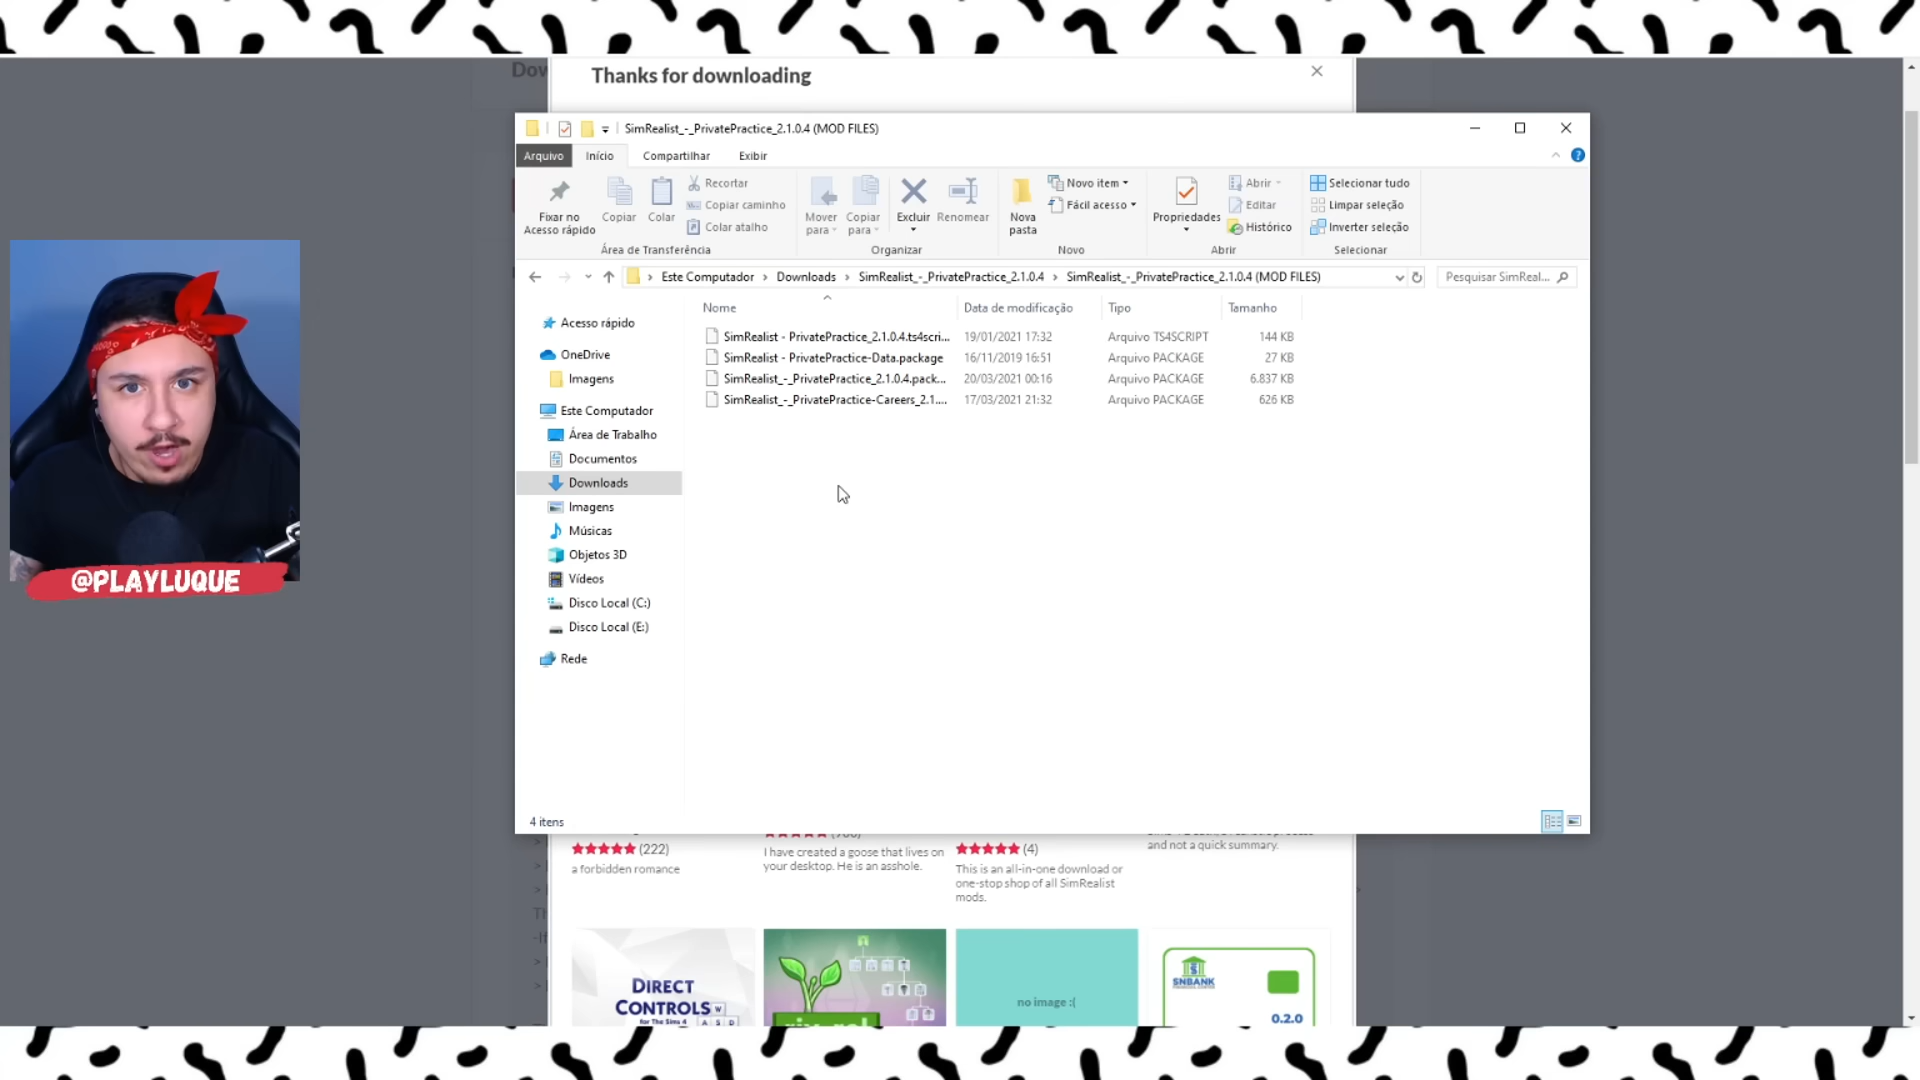 Dow
Thanks for downloading
SimRealist_-_PrivatePractice_2.1.0.4 (MOD FILES)
Arquivo
Início
Compartilhar
Exibir
Fixar no
Acesso rápido
Copiar
Colar
Recortar
Copiar caminho
Colar atalho
Área de Transferência
Mover
para
Copiar
para
Excluir
Renomear
Organizar
Nova
pasta
Novo item
Fácil acesso
Novo
Propriedades
Abrir
Editar
Histórico
Abrir
Selecionar tudo
Limpar seleção
Inverter seleção
Selecionar
Este Computador > Downloads > SimRealist_-_PrivatePractice_2.1.0.4 > SimRealist_-_PrivatePractice_2.1.0.4 (MOD FILES)
Pesquisar SimReal...
Nome Data de modificação Tipo Tamanho
SimRealist - PrivatePractice_2.1.0.4.ts4scri... 19/01/2021 17:32 Arquivo TS4SCRIPT 144 KB
SimRealist - PrivatePractice-Data.package 16/11/2019 16:51 Arquivo PACKAGE 27 KB
SimRealist_-_PrivatePractice_2.1.0.4.pack... 20/03/2021 00:16 Arquivo PACKAGE 6.837 KB
SimRealist_-_PrivatePractice-Careers_2.1.... 17/03/2021 21:32 Arquivo PACKAGE 626 KB
Acesso rápido
OneDrive
Imagens
Este Computador
Área de Trabalho
Documentos
Downloads
Imagens
Músicas
Objetos 3D
Vídeos
Disco Local (C:)
Disco Local (E:)
Rede
4 itens
@PLAYLUQUE
(222)
a forbidden romance
I have created a goose that lives on
your desktop. He is an asshole.
(4)
This is an all-in-one download or
one-stop shop of all SimRealist
mods.
and not a quick summary.
DIRECT
CONTROLS
for The Sims 4
W
A S D
no image :(
SNBANK
0.2.0